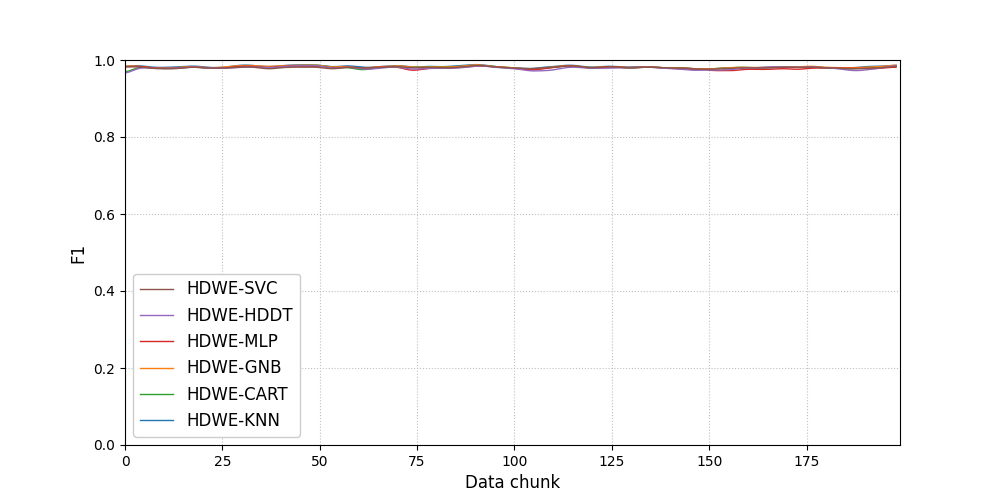 1.0
0.8
0.6
0.4
0.2
0.0
F1
HDWE-SVC
HDWE-HDDT
HDWE-MLP
HDWE-GNB
HDWE-CART
HDWE-KNN
0 25 50 75 100 125 150 175
Data chunk